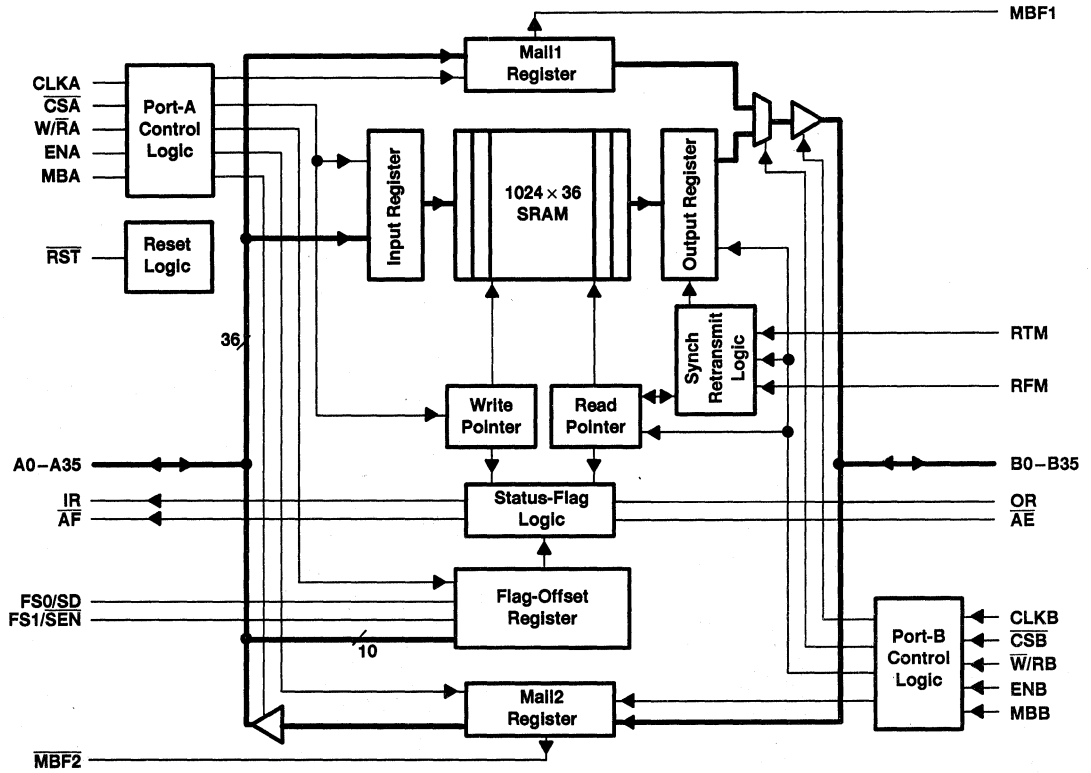 MBF1
Mail1
Register
CLKA
CSA
W/RA
ENA
MBA
Port-A
Control
Logic
Input Register
1024 × 36
SRAM
Output Register
RST
Reset
Logic
36
Synch
Retransmit
Logic
RTM
RFM
Write
Pointer
Read
Pointer
A0–A35
B0–B35
IR
AF
Status-Flag
Logic
OR
AE
FS0/SD
FS1/SEN
Flag-Offset
Register
10
Port-B
Control
Logic
CLKB
CSB
W/RB
ENB
MBB
Mail2
Register
MBF2